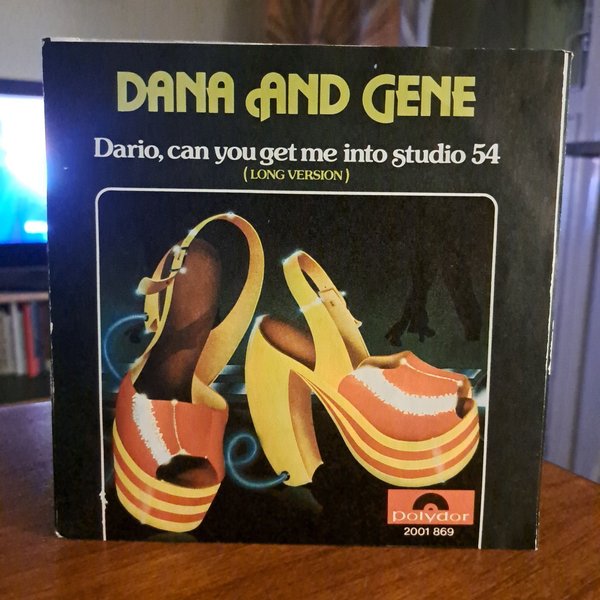 DANA AND GENE
Dario, can you get me into studio 54
(LONG VERSION)
polydor
2001 869